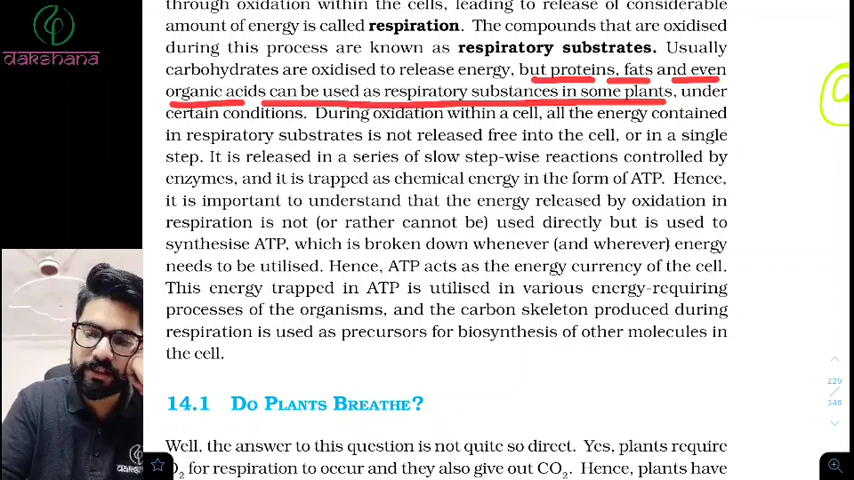 dakshana
through oxidation within the cells, leading to release of considerable
amount of energy is called respiration. The compounds that are oxidised
during this process are known as respiratory substrates. Usually
carbohydrates are oxidised to release energy, but proteins, fats and even
organic acids can be used as respiratory substances in some plants, under
certain conditions. During oxidation within a cell, all the energy contained
in respiratory substrates is not released free into the cell, or in a single
step. It is released in a series of slow step-wise reactions controlled by
enzymes, and it is trapped as chemical energy in the form of ATP. Hence,
it is important to understand that the energy released by oxidation in
respiration is not (or rather cannot be) used directly but is used to
synthesise ATP, which is broken down whenever (and wherever) energy
needs to be utilised. Hence, ATP acts as the energy currency of the cell.
This energy trapped in ATP is utilised in various energy-requiring
processes of the organisms, and the carbon skeleton produced during
respiration is used as precursors for biosynthesis of other molecules in
the cell.
14.1 DO PLANTS BREATHE?
Well, the answer to this question is not quite so direct. Yes, plants require
O₂ for respiration to occur and they also give out CO₂. Hence, plants have
229
/
348